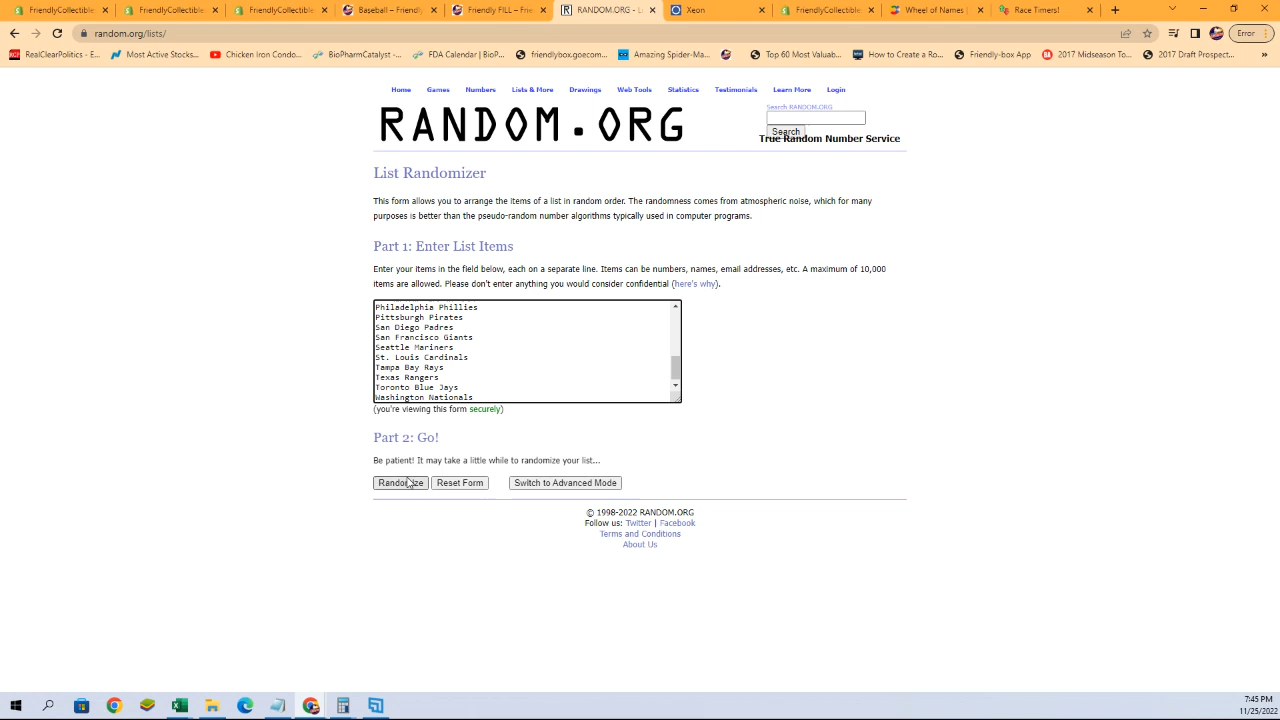 FriendlyCollectible
FriendlyCollectible
FriendlyCollectible
Baseball – Friendly
Friendly FILL – Frie
RANDOM.ORG - L
Xeon
FriendlyCollectible
Wheel of Names |
Race Timers!
random.org/lists/
Error
RealClearPolitics - E...
Most Active Stocks...
Chicken Iron Condo...
BioPharmCatalyst -...
FDA Calendar | BioP...
friendlybox.goecom...
Amazing Spider-Ma...
Top 60 Most Valuab...
How to Create a Ro...
Friendly-box App
2017 Midseason To...
2017 Draft Prospect...
Home
Games
Numbers
Lists & More
Drawings
Web Tools
Statistics
Testimonials
Learn More
Login
RANDOM.ORG
Search RANDOM.ORG
Search
True Random Number Service
List Randomizer
This form allows you to arrange the items of a list in random order. The randomness comes from atmospheric noise, which for many
purposes is better than the pseudo-random number algorithms typically used in computer programs.
Part 1: Enter List Items
Enter your items in the field below, each on a separate line. Items can be numbers, names, email addresses, etc. A maximum of 10,000
items are allowed. Please don't enter anything you would consider confidential (here's why).
Philadelphia Phillies
Pittsburgh Pirates
San Diego Padres
San Francisco Giants
Seattle Mariners
St. Louis Cardinals
Tampa Bay Rays
Texas Rangers
Toronto Blue Jays
Washington Nationals
(you're viewing this form securely)
Part 2: Go!
Be patient! It may take a little while to randomize your list...
Randomize
Reset Form
Switch to Advanced Mode
© 1998-2022 RANDOM.ORG
Follow us: Twitter | Facebook
Terms and Conditions
About Us
7:45 PM
11/25/2022